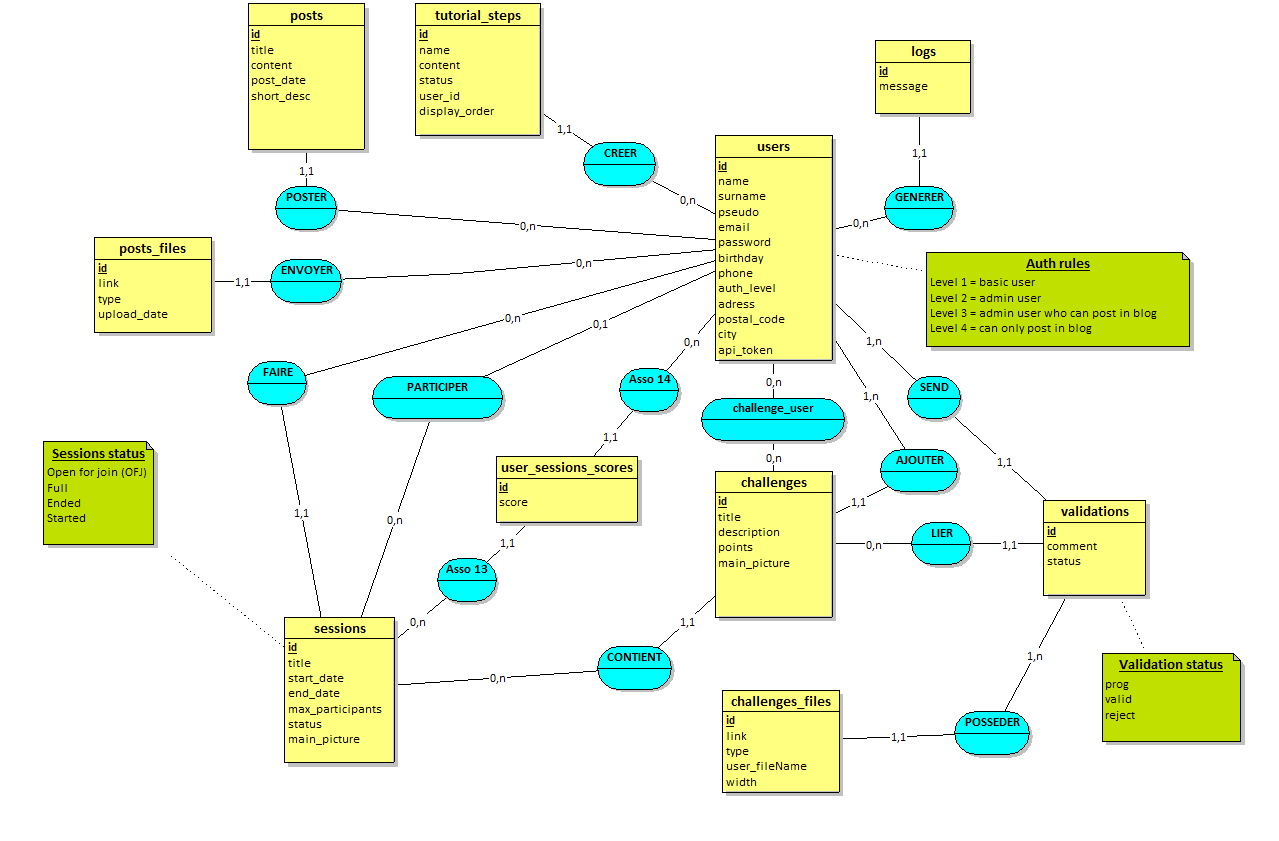 posts
id
title
content
post_date
short_desc
tutorial_steps
id
name
content
status
user_id
display_order
logs
id
message
1,1
CREER
0,n
users
id
name
surname
pseudo
email
password
birthday
phone
auth_level
adress
postal_code
city
api_token
1,1
GENERER
0,n
1,1
POSTER
0,n
posts_files
id
link
type
upload_date
1,1
ENVOYER
0,n
Auth rules
Level 1 = basic user
Level 2 = admin user
Level 3 = admin user who can post in blog
Level 4 = can only post in blog
0,n
0,1
0,n
1,n
FAIRE
PARTICIPER
Asso 14
0,n
challenge_user
0,n
1,n
SEND
1,1
AJOUTER
1,1
1,1
Sessions status
Open for join (OFJ)
Full
Ended
Started
1,1
0,n
user_sessions_scores
id
score
1,1
Asso 13
0,n
challenges
id
title
description
points
main_picture
0,n
LIER
1,1
validations
id
comment
status
sessions
id
title
start_date
end_date
max_participants
status
main_picture
0,n
CONTIENT
1,1
1,n
Validation status
prog
valid
reject
challenges_files
id
link
type
user_fileName
width
1,1
POSSEDER